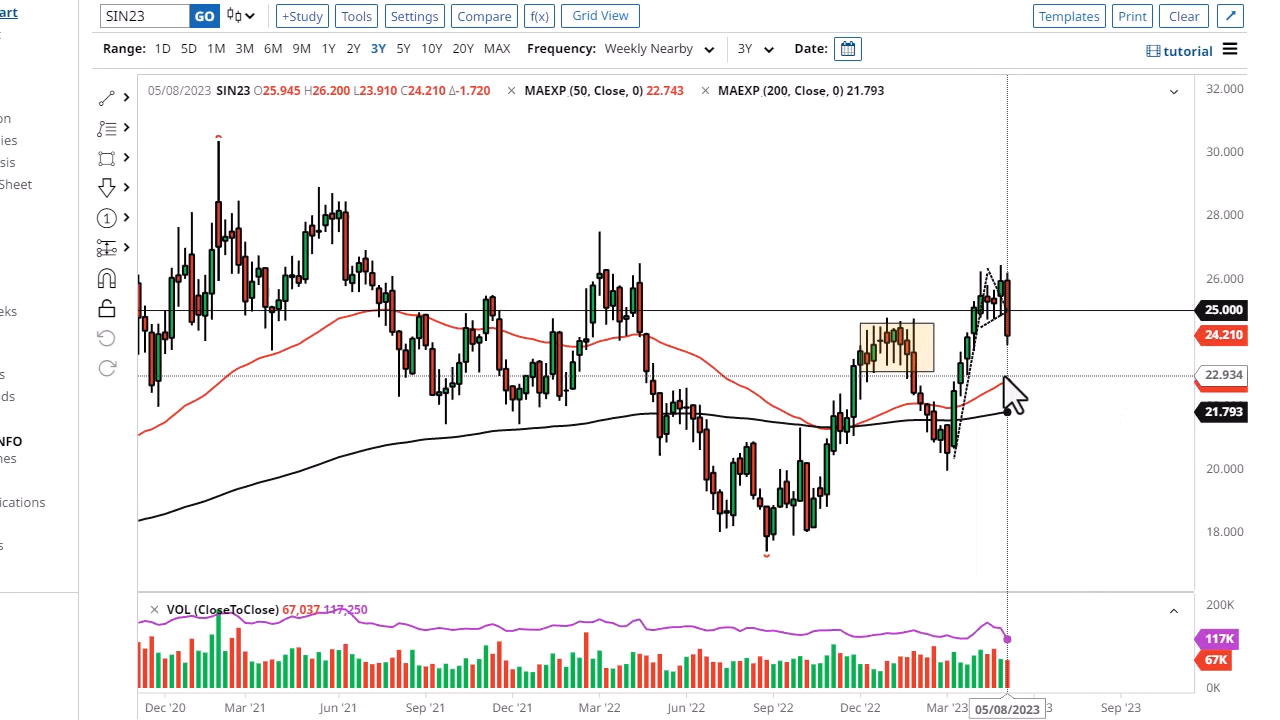 art
SIN23 GO +Study Tools Settings Compare f(x) Grid View Templates Print Clear
Range: 1D 5D 1M 3M 6M 9M 1Y 2Y 3Y 5Y 10Y 20Y MAX Frequency: Weekly Nearby 3Y Date: tutorial
05/08/2023 SIN23 O25.945 H26.200 L23.910 C24.210 Δ-1.720 × MAEXP (50, Close, 0) 22.743 × MAEXP (200, Close, 0) 21.793
32.000
on
ies
30.000
sis
Sheet
28.000
1
26.000
eks
25.000
24.210
s
22.934
ods
21.793
NFO
nes
20.000
ications
18.000
s
× VOL (CloseToClose) 67,037 117,250
200K
117K
67K
0K
Dec '20 Mar '21 Jun '21 Sep '21 Dec '21 Mar '22 Jun '22 Sep '22 Dec '22 Mar '23 05/08/2023 3 Sep '23